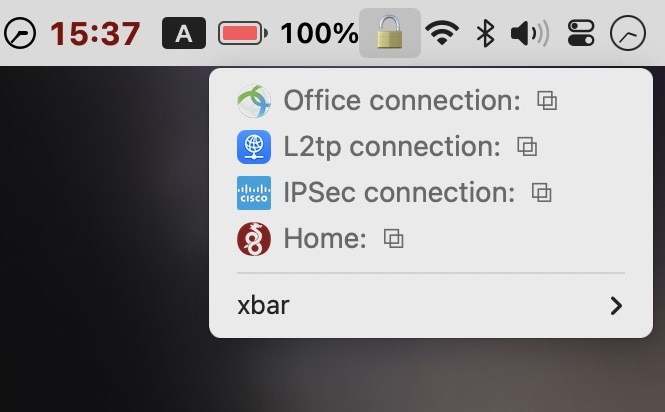 15:37 A 100%
Office connection:
L2tp connection:
CISCO IPSec connection:
Home:
xbar